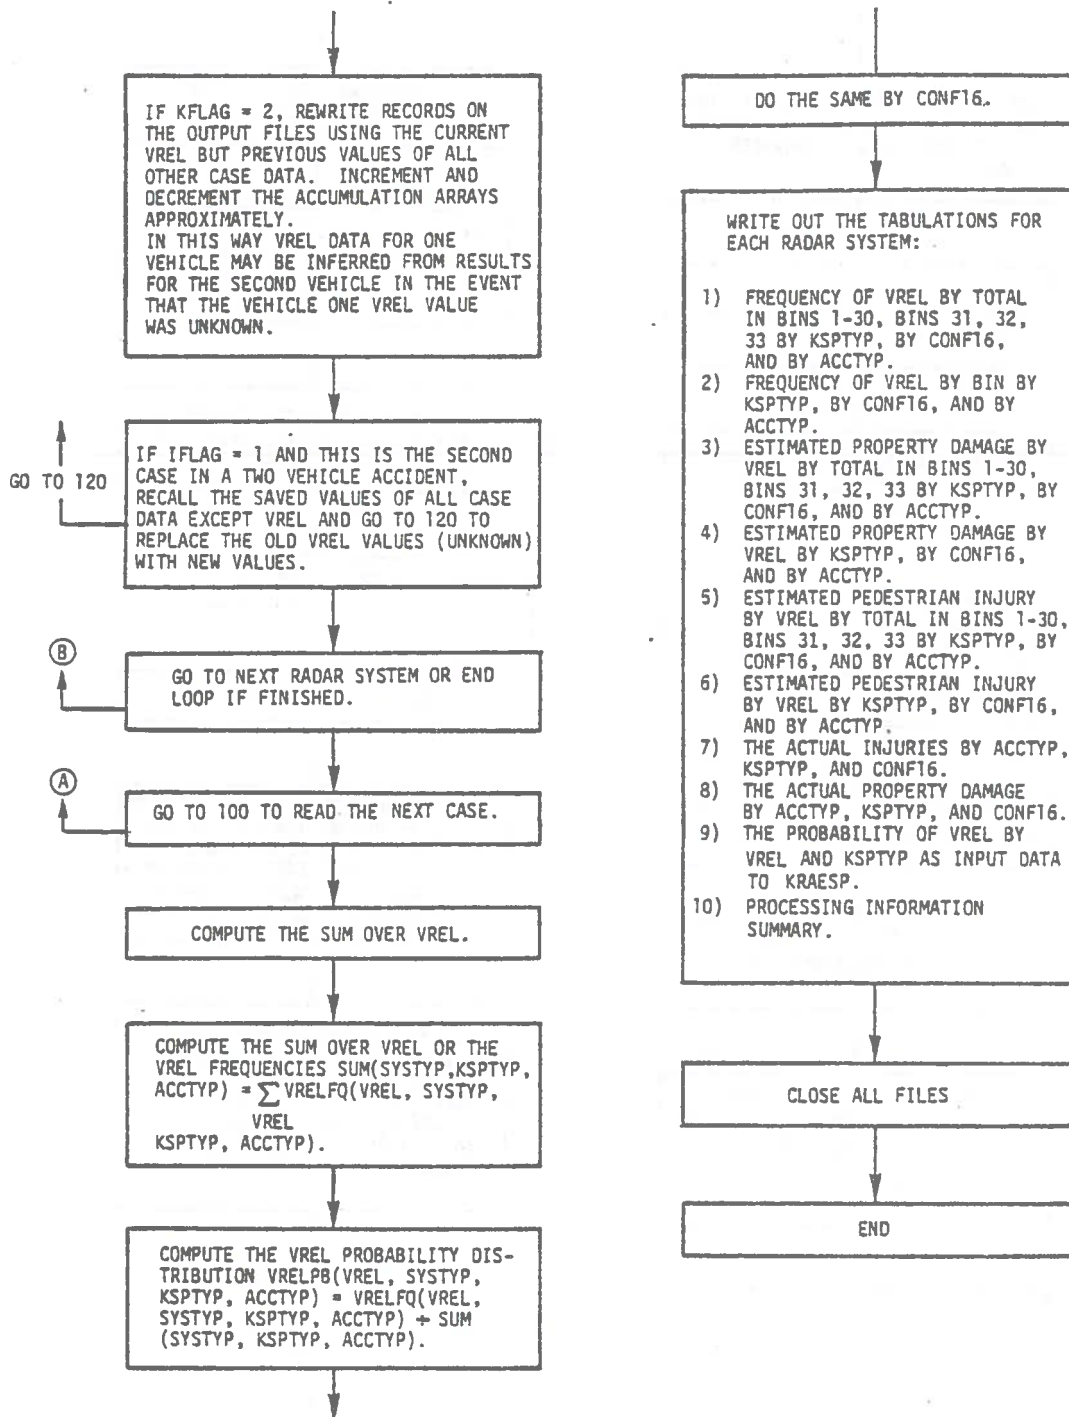 IF KFLAG = 2, REWRITE RECORDS ON
THE OUTPUT FILES USING THE CURRENT
VREL BUT PREVIOUS VALUES OF ALL
OTHER CASE DATA. INCREMENT AND
DECREMENT THE ACCUMULATION ARRAYS
APPROXIMATELY.
IN THIS WAY VREL DATA FOR ONE
VEHICLE MAY BE INFERRED FROM RESULTS
FOR THE SECOND VEHICLE IN THE EVENT
THAT THE VEHICLE ONE VREL VALUE
WAS UNKNOWN.
GO TO 120
IF IFLAG = 1 AND THIS IS THE SECOND
CASE IN A TWO VEHICLE ACCIDENT,
RECALL THE SAVED VALUES OF ALL CASE
DATA EXCEPT VREL AND GO TO 120 TO
REPLACE THE OLD VREL VALUES (UNKNOWN)
WITH NEW VALUES.
B
GO TO NEXT RADAR SYSTEM OR END
LOOP IF FINISHED.
A
GO TO 100 TO READ THE NEXT CASE.
COMPUTE THE SUM OVER VREL.
COMPUTE THE SUM OVER VREL OR THE
VREL FREQUENCIES SUM(SYSTYP,KSPTYP,
ACCTYP) = ∑ VRELFQ(VREL, SYSTYP,
VREL
KSPTYP, ACCTYP).
COMPUTE THE VREL PROBABILITY DIS-
TRIBUTION VRELPB(VREL, SYSTYP,
KSPTYP, ACCTYP) = VRELFQ(VREL,
SYSTYP, KSPTYP, ACCTYP) ÷ SUM
(SYSTYP, KSPTYP, ACCTYP).
DO THE SAME BY CONF16.
WRITE OUT THE TABULATIONS FOR
EACH RADAR SYSTEM:
1) FREQUENCY OF VREL BY TOTAL
IN BINS 1-30, BINS 31, 32,
33 BY KSPTYP, BY CONF16,
AND BY ACCTYP.
2) FREQUENCY OF VREL BY BIN BY
KSPTYP, BY CONF16, AND BY
ACCTYP.
3) ESTIMATED PROPERTY DAMAGE BY
VREL BY TOTAL IN BINS 1-30,
BINS 31, 32, 33 BY KSPTYP, BY
CONF16, AND BY ACCTYP.
4) ESTIMATED PROPERTY DAMAGE BY
VREL BY KSPTYP, BY CONF16,
AND BY ACCTYP.
5) ESTIMATED PEDESTRIAN INJURY
BY VREL BY TOTAL IN BINS 1-30,
BINS 31, 32, 33 BY KSPTYP, BY
CONF16, AND BY ACCTYP.
6) ESTIMATED PEDESTRIAN INJURY
BY VREL BY KSPTYP, BY CONF16,
AND BY ACCTYP.
7) THE ACTUAL INJURIES BY ACCTYP,
KSPTYP, AND CONF16.
8) THE ACTUAL PROPERTY DAMAGE
BY ACCTYP, KSPTYP, AND CONF16.
9) THE PROBABILITY OF VREL BY
VREL AND KSPTYP AS INPUT DATA
TO KRAESP.
10) PROCESSING INFORMATION
SUMMARY.
CLOSE ALL FILES
END